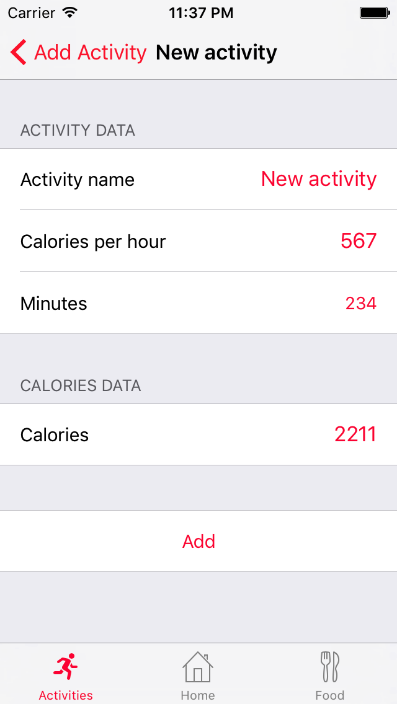 Carrier 11:37 PM
Add Activity New activity
ACTIVITY DATA
Activity name New activity
Calories per hour 567
Minutes 234
CALORIES DATA
Calories 2211
Add
Activities Home Food